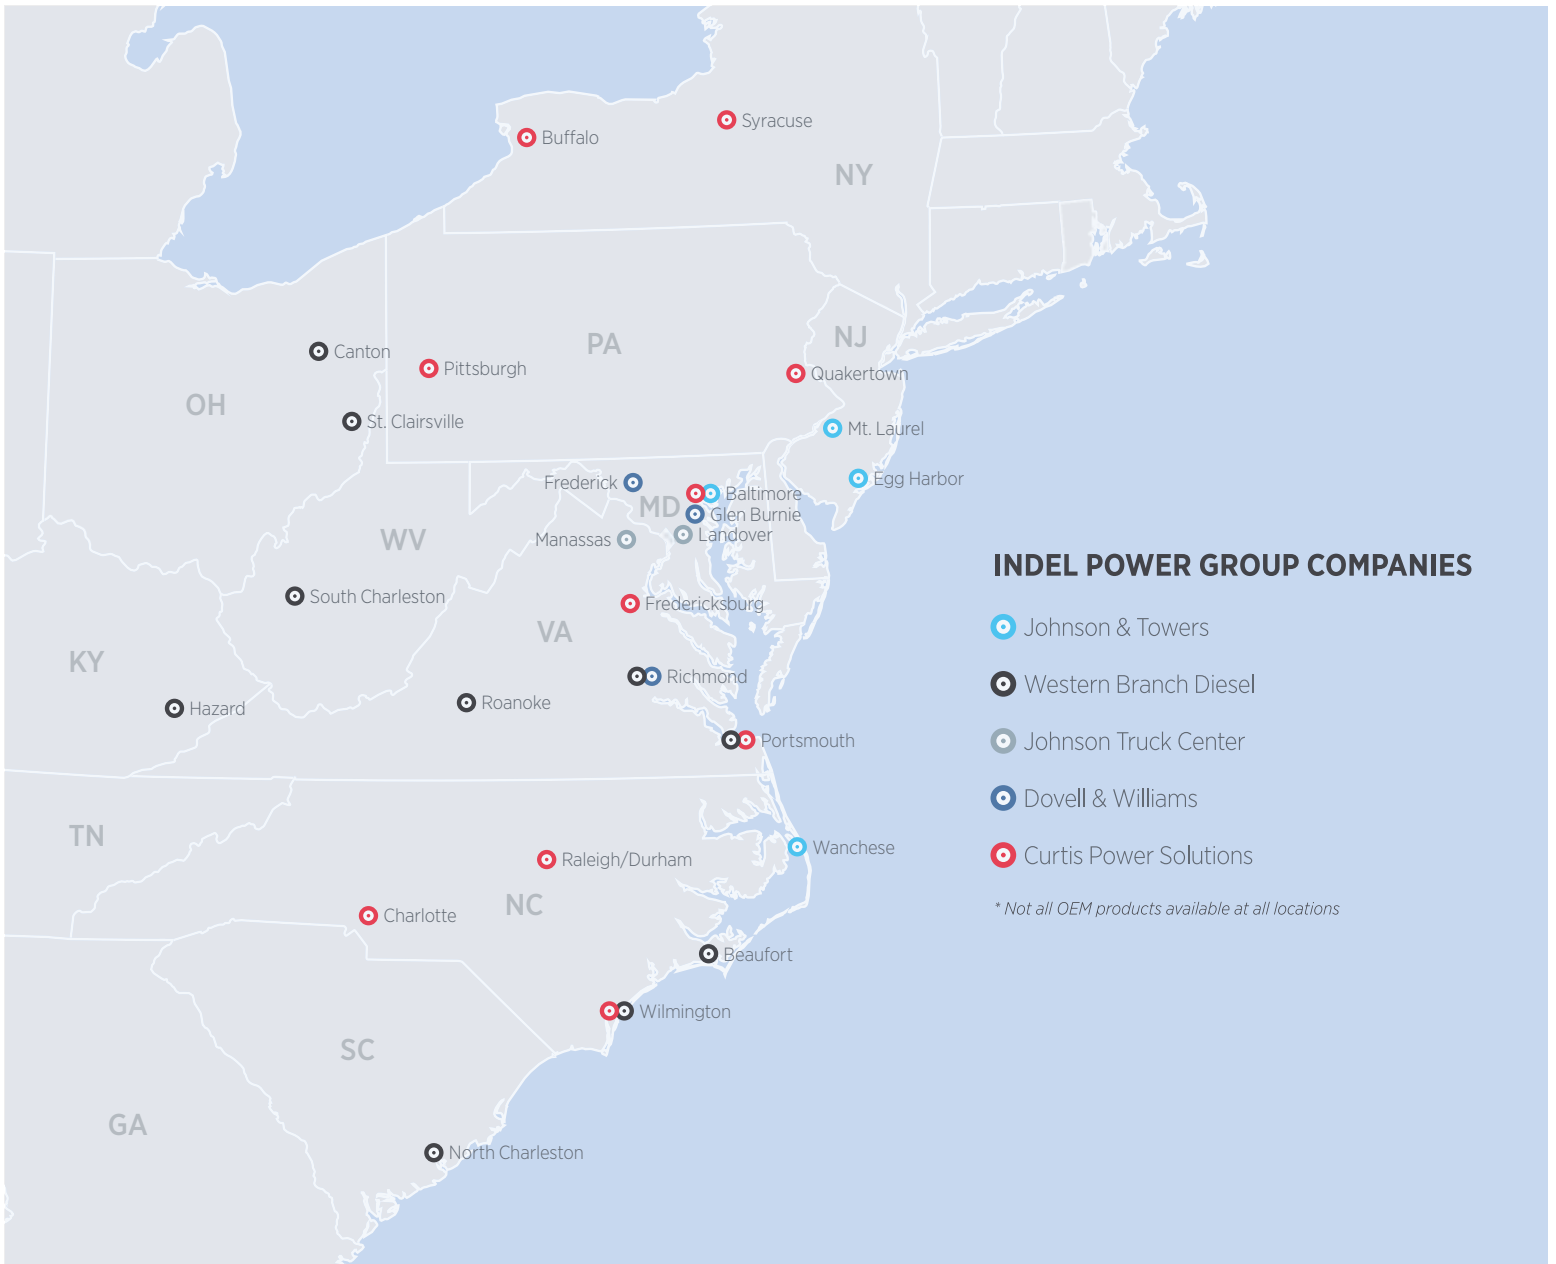 Syracuse
Buffalo
NY
NJ
PA
Canton
Pittsburgh
Quakertown
OH
St. Clairsville
Mt. Laurel
Frederick
Egg Harbor
Baltimore
MD
Glen Burnie
Landover
WV
Manassas
INDEL POWER GROUP COMPANIES
South Charleston
Fredericksburg
Johnson & Towers
VA
KY
Richmond
Western Branch Diesel
Roanoke
Hazard
Portsmouth
Johnson Truck Center
Dovell & Williams
TN
Wanchese
Raleigh/Durham
Curtis Power Solutions
NC
* Not all OEM products available at all locations
Charlotte
Beaufort
Wilmington
SC
GA
North Charleston